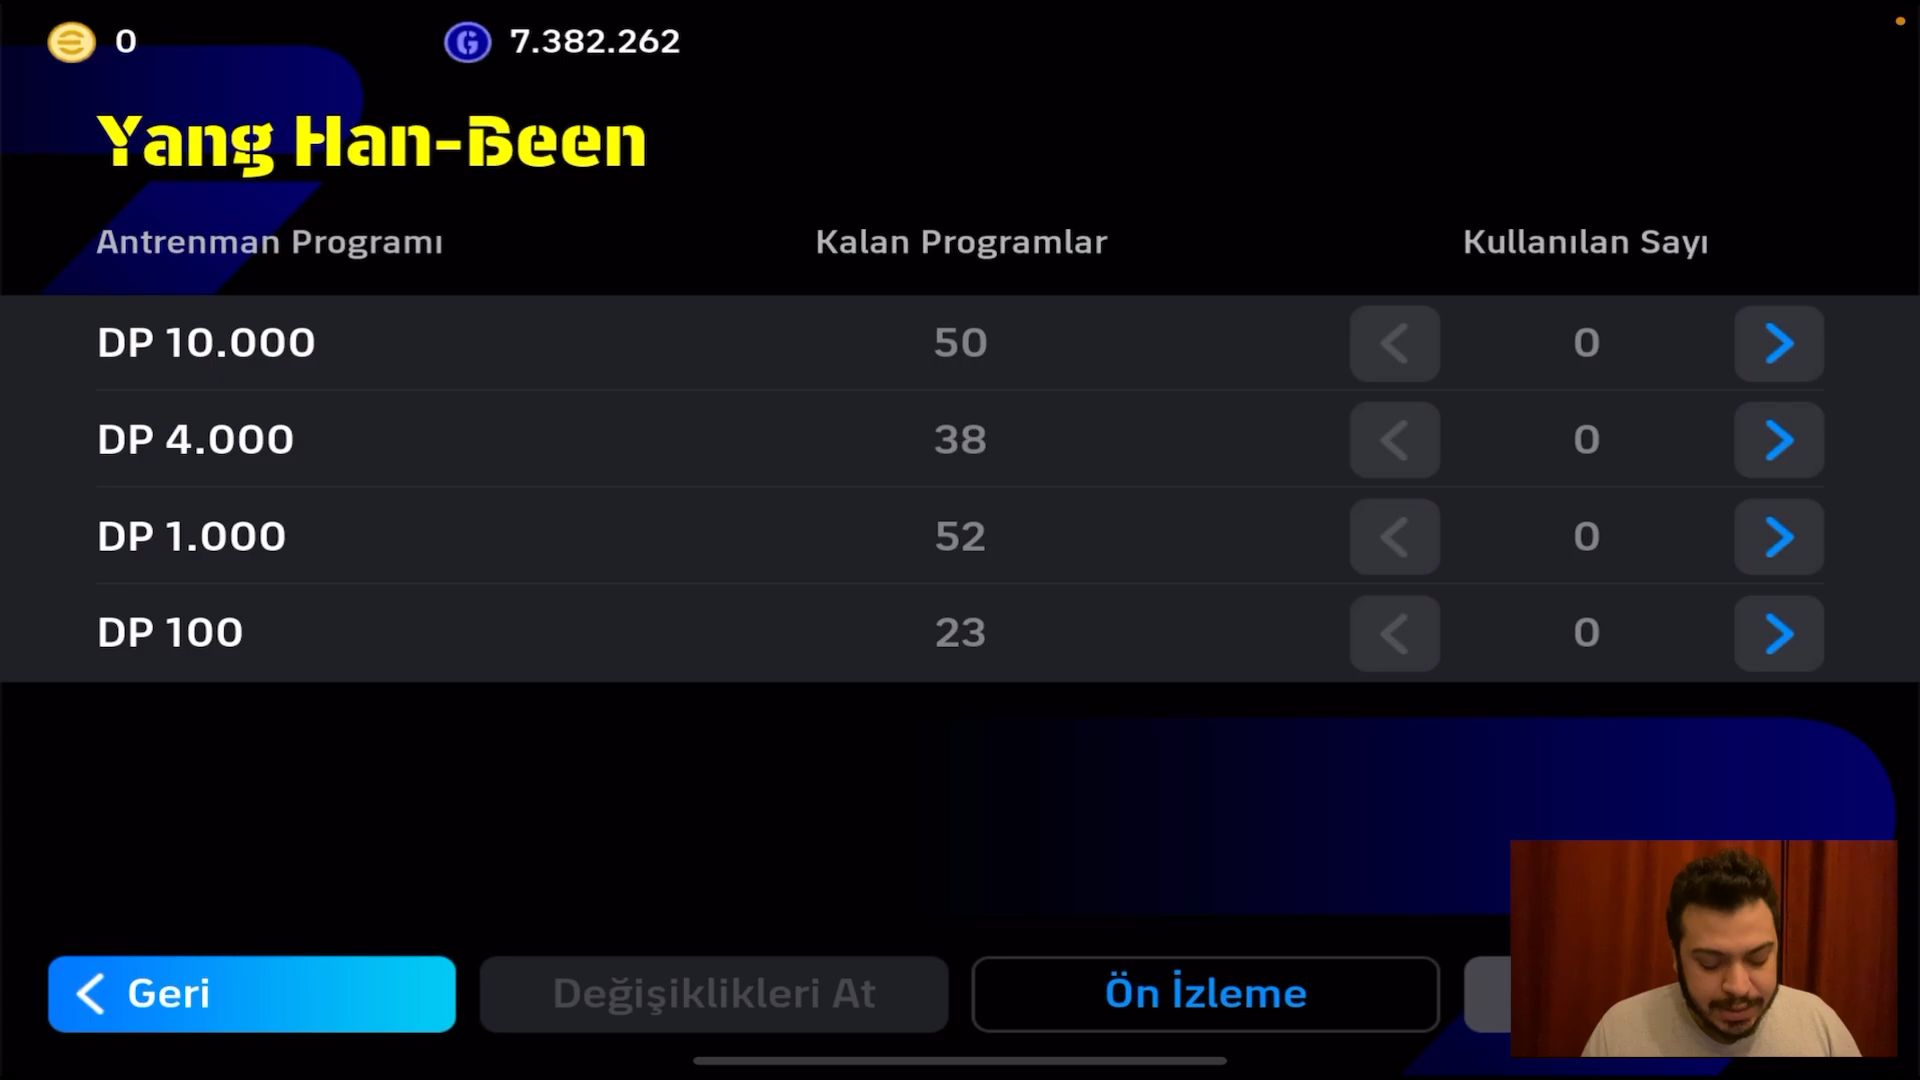 0
7.382.262
Yang Han-Been
Antrenman Programı Kalan Programlar Kullanılan Sayı
DP 10.000 50 0
DP 4.000 38 0
DP 1.000 52 0
DP 100 23 0
Geri Değişiklikleri At Ön İzleme